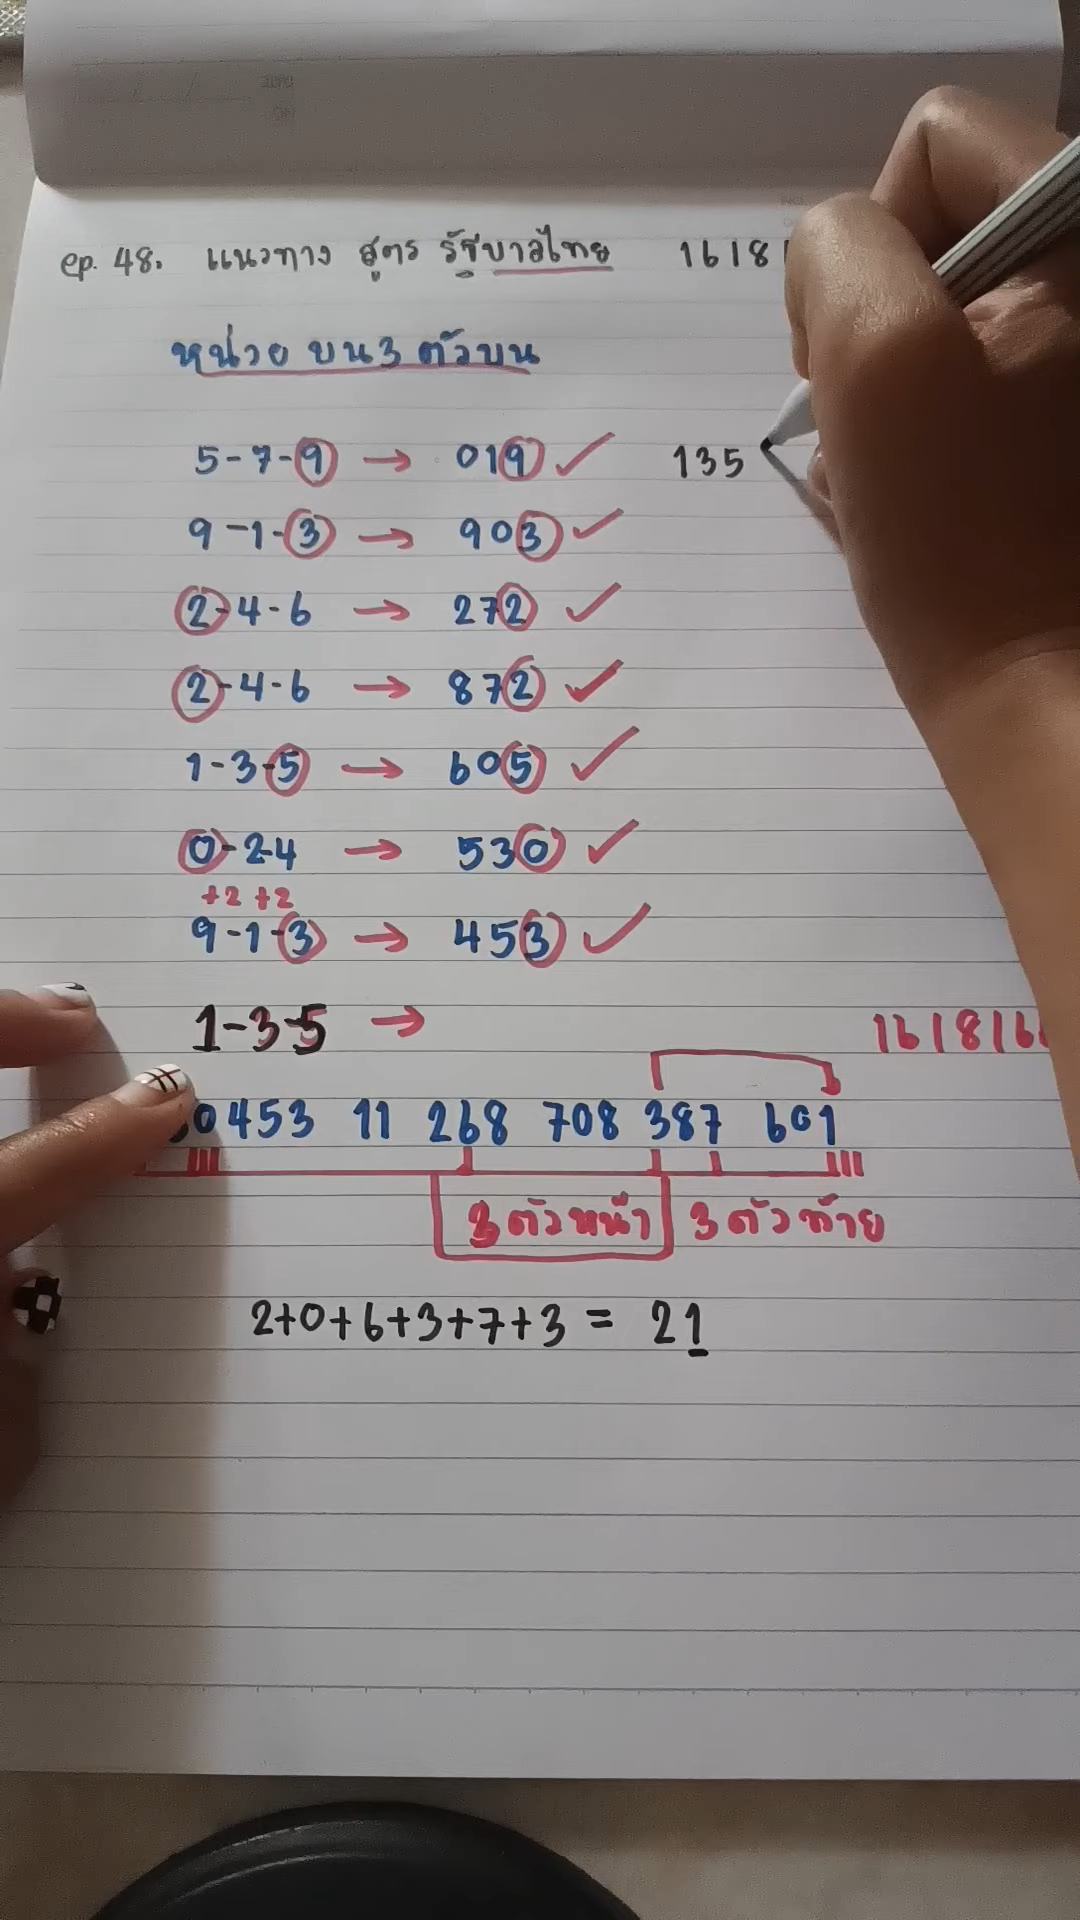 ep. 48. แนวทาง สูตร รัฐบาลไทย 1618
หน่วย บน 3 ตัวบน
5-7-9 → 019 ✓ 135
9-1-3 → 903 ✓
2-4-6 → 272 ✓
2-4-6 → 872 ✓
1-3-5 → 605 ✓
0-2-4 → 530 ✓
+2 +2
9-1-3 → 453 ✓
1-3-5 →
161816
0453 11 268 708 387 601
3 ตัวหน้า 3 ตัวท้าย
2+0+6+3+7+3 = 21